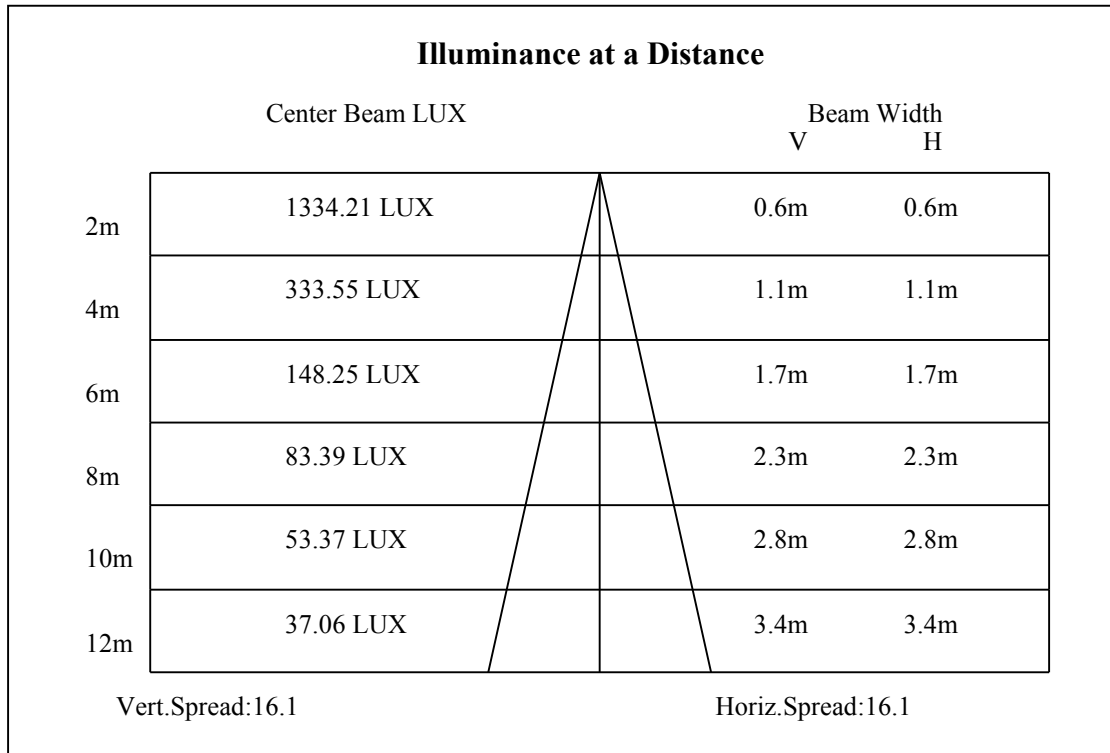 Illuminance at a Distance
Center Beam LUX Beam Width
V H
2m 1334.21 LUX 0.6m 0.6m
4m 333.55 LUX 1.1m 1.1m
6m 148.25 LUX 1.7m 1.7m
8m 83.39 LUX 2.3m 2.3m
10m 53.37 LUX 2.8m 2.8m
12m 37.06 LUX 3.4m 3.4m
Vert.Spread:16.1 Horiz.Spread:16.1